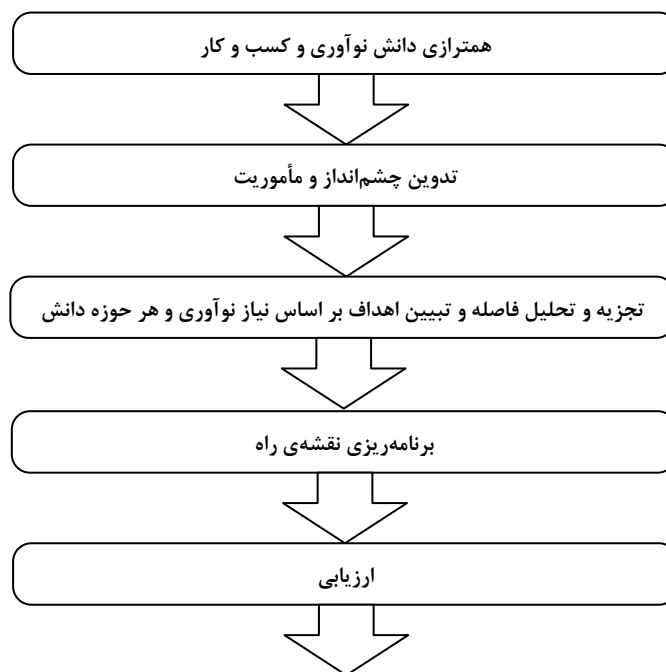 همترازی دانش نوآوری و کسب و کار
تدوین چشم‌انداز و مأموریت
تجزیه و تحلیل فاصله و تبیین اهداف بر اساس نیاز نوآوری و هر حوزه دانش
برنامه‌ریزی نقشه‌ی راه
ارزیابی